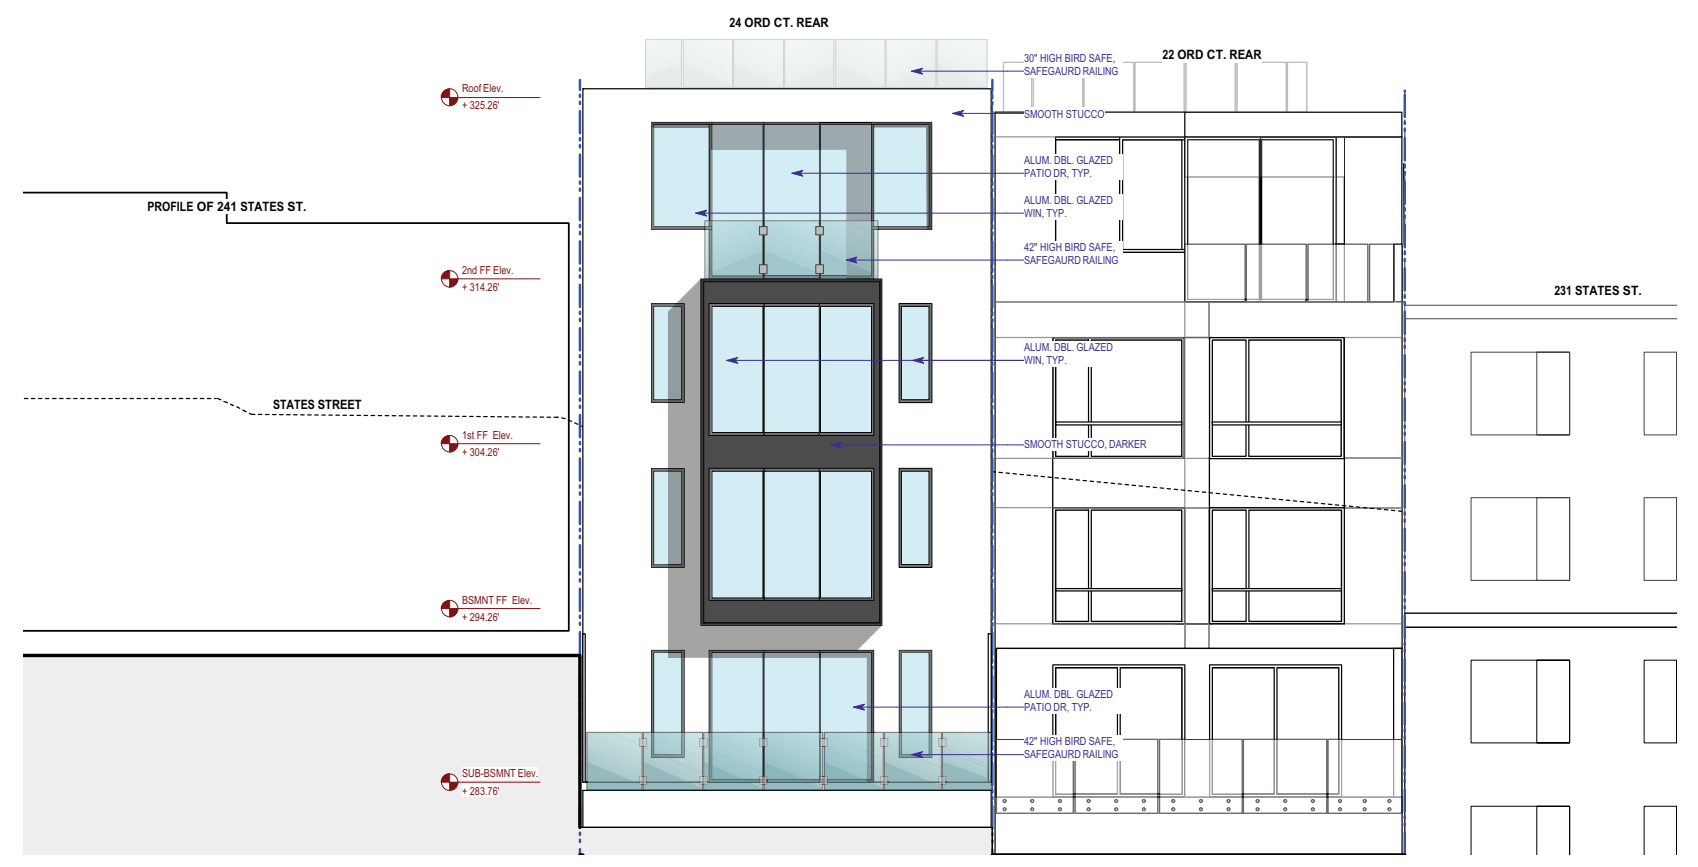 24 ORD CT. REAR
22 ORD CT. REAR
30" HIGH BIRD SAFE,
SAFEGAURD RAILING
Roof Elev.
+ 325.26'
SMOOTH STUCCO
ALUM. DBL. GLAZED
PATIO DR, TYP.
ALUM. DBL. GLAZED
WIN, TYP.
PROFILE OF 241 STATES ST.
42" HIGH BIRD SAFE,
SAFEGAURD RAILING
2nd FF Elev.
+ 314.26'
231 STATES ST.
ALUM. DBL. GLAZED
WIN, TYP.
STATES STREET
1st FF Elev.
+ 304.26'
SMOOTH STUCCO, DARKER
BSMNT FF Elev.
+ 294.26'
ALUM. DBL. GLAZED
PATIO DR, TYP.
42" HIGH BIRD SAFE,
SAFEGAURD RAILING
SUB-BSMNT Elev.
+ 283.76'